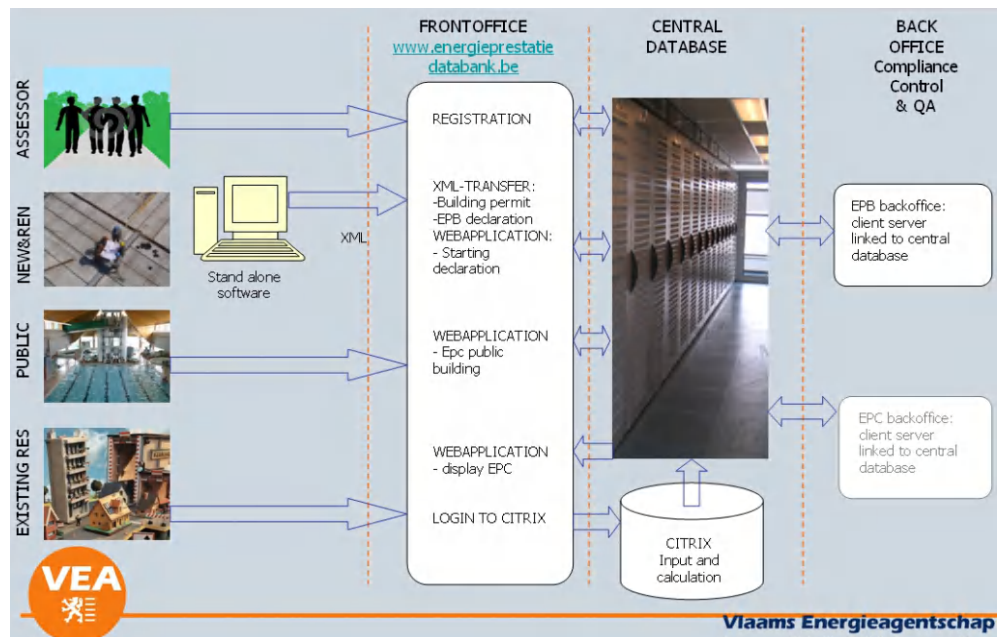 FRONTOFFICE
www.energieprestatie
databank.be
CENTRAL
DATABASE
BACK
OFFICE
Compliance
Control
& QA
ASSESSOR
NEW&REN
PUBLIC
EXISTING RES
Stand alone
software
XML
REGISTRATION
XML-TRANSFER:
-Building permit
-EPB declaration
WEBAPPLICATION:
- Starting
declaration
WEBAPPLICATION
- Epc public
building
WEBAPPLICATION
- display EPC
LOGIN TO CITRIX
CITRIX
Input and
calculation
EPB backoffice:
client server
linked to central
database
EPC backoffice:
client server
linked to central
database
VEA
Vlaams Energieagentschap